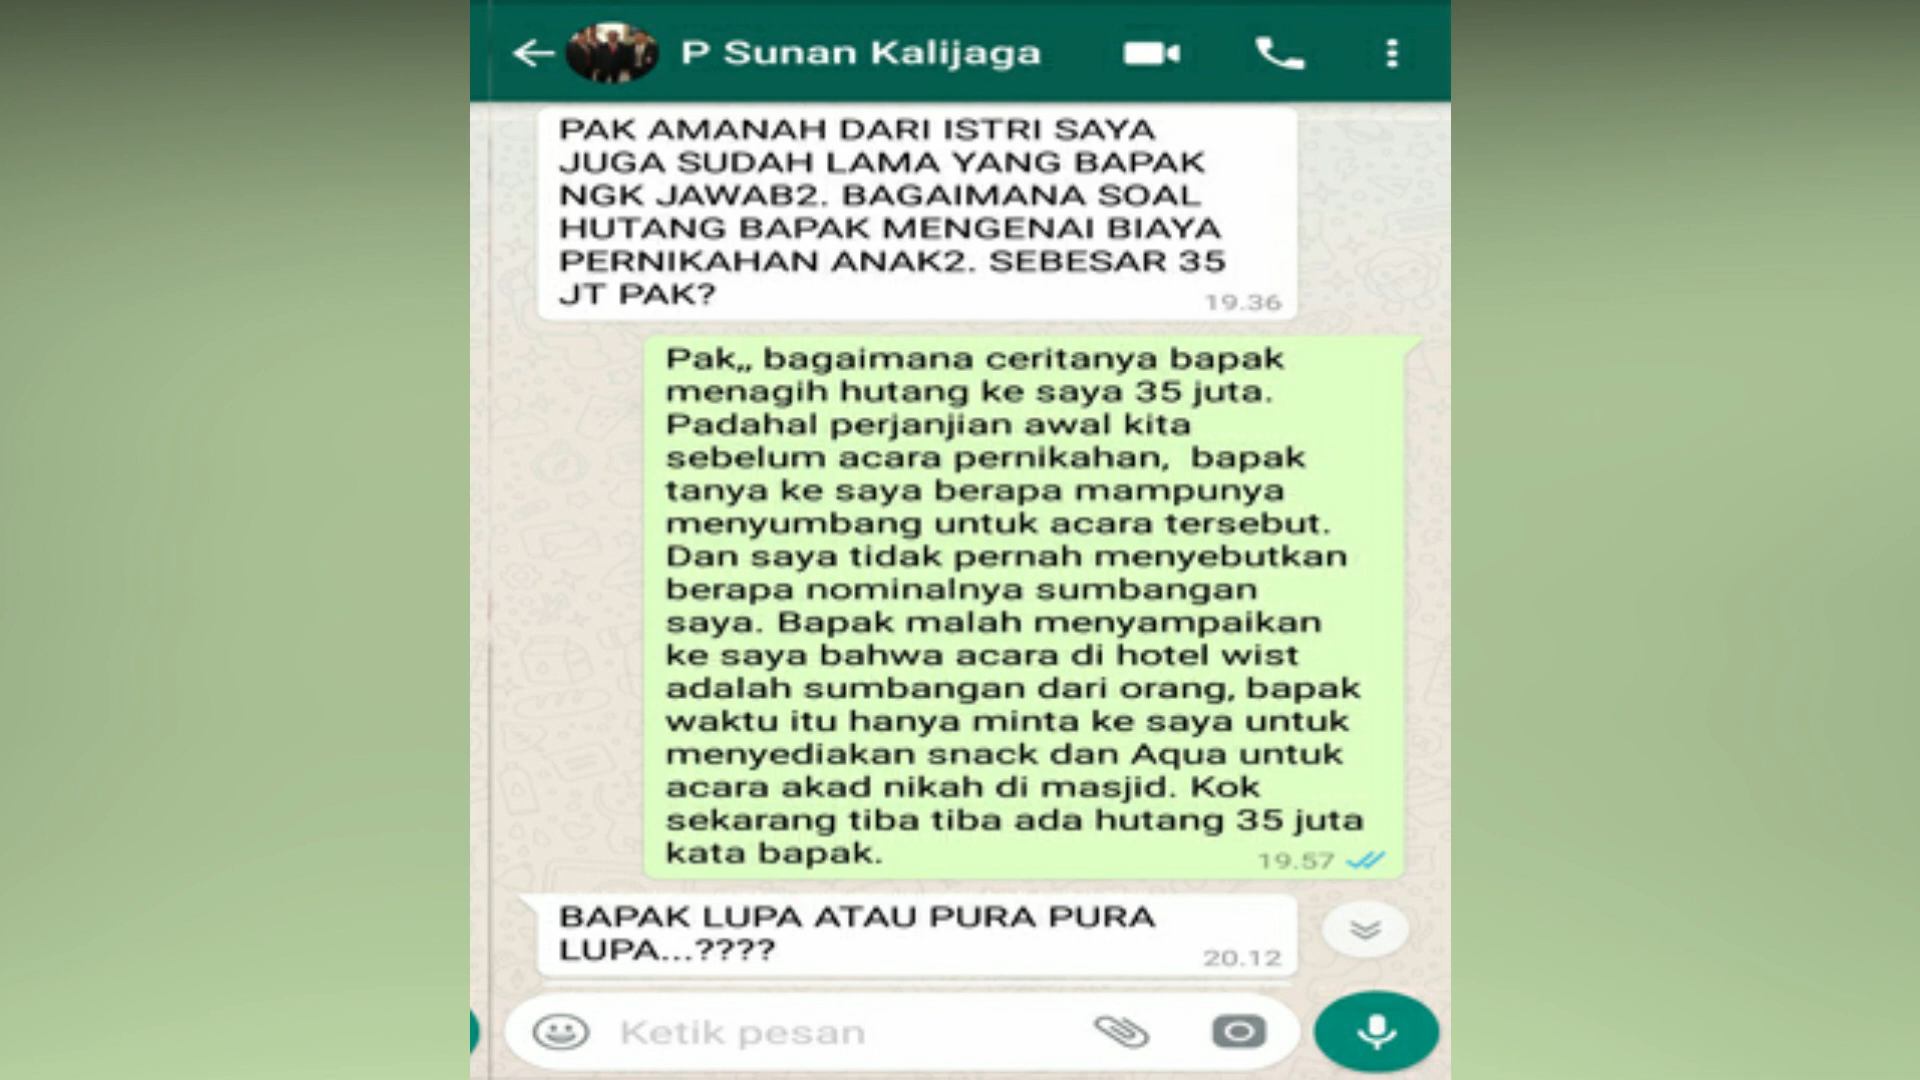 P Sunan Kalijaga
PAK AMANAH DARI ISTRI SAYA
JUGA SUDAH LAMA YANG BAPAK
NGK JAWAB2. BAGAIMANA SOAL
HUTANG BAPAK MENGENAI BIAYA
PERNIKAHAN ANAK2. SEBESAR 35
JT PAK?
19.36
Pak,, bagaimana ceritanya bapak
menagih hutang ke saya 35 juta.
Padahal perjanjian awal kita
sebelum acara pernikahan,  bapak
tanya ke saya berapa mampunya
menyumbang untuk acara tersebut.
Dan saya tidak pernah menyebutkan
berapa nominalnya sumbangan
saya. Bapak malah menyampaikan
ke saya bahwa acara di hotel wist
adalah sumbangan dari orang, bapak
waktu itu hanya minta ke saya untuk
menyediakan snack dan Aqua untuk
acara akad nikah di masjid. Kok
sekarang tiba tiba ada hutang 35 juta
kata bapak.
19.57
BAPAK LUPA ATAU PURA PURA
LUPA...????
20.12
Ketik pesan